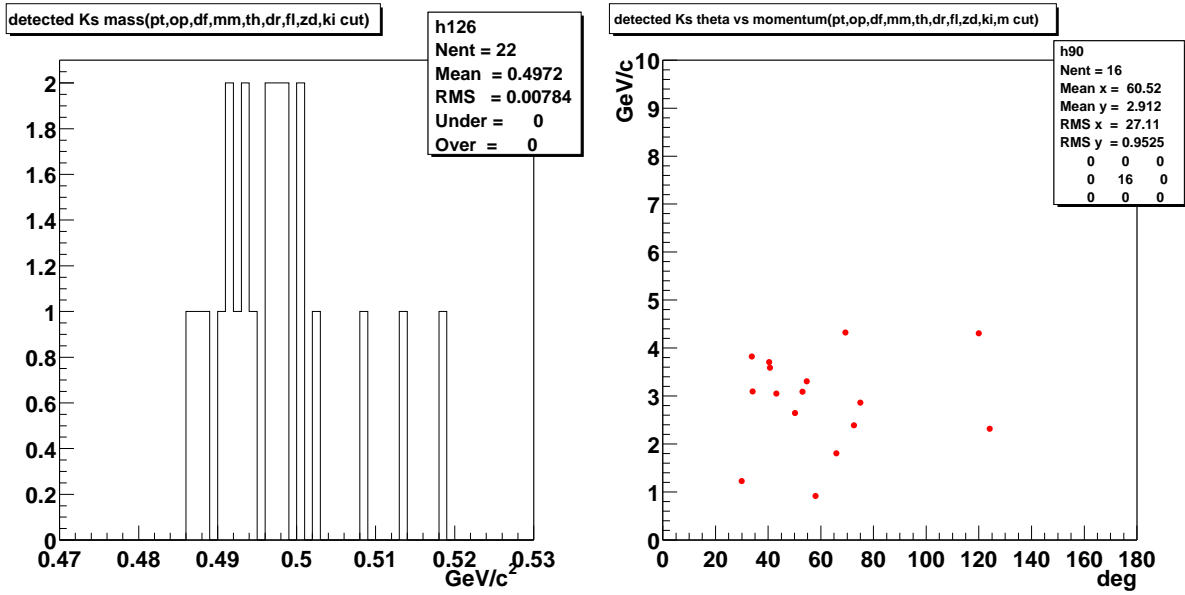 detected Ks mass(pt,op,df,mm,th,dr,fl,zd,ki cut)
h126
Nent = 22
Mean = 0.4972
RMS = 0.00784
Under = 0
Over = 0
2
1.8
1.6
1.4
1.2
1
0.8
0.6
0.4
0.2
0
0.47 0.48 0.49 0.5 0.51 0.52 0.53
GeV/c²
detected Ks theta vs momentum(pt,op,df,mm,th,dr,fl,zd,ki,m cut)
h90
Nent = 16
Mean x = 60.52
Mean y = 2.912
RMS x = 27.11
RMS y = 0.9525
0 0 0
0 16 0
0 0 0
GeV/c
10
9
8
7
6
5
4
3
2
1
0
0 20 40 60 80 100 120 140 160 180
deg